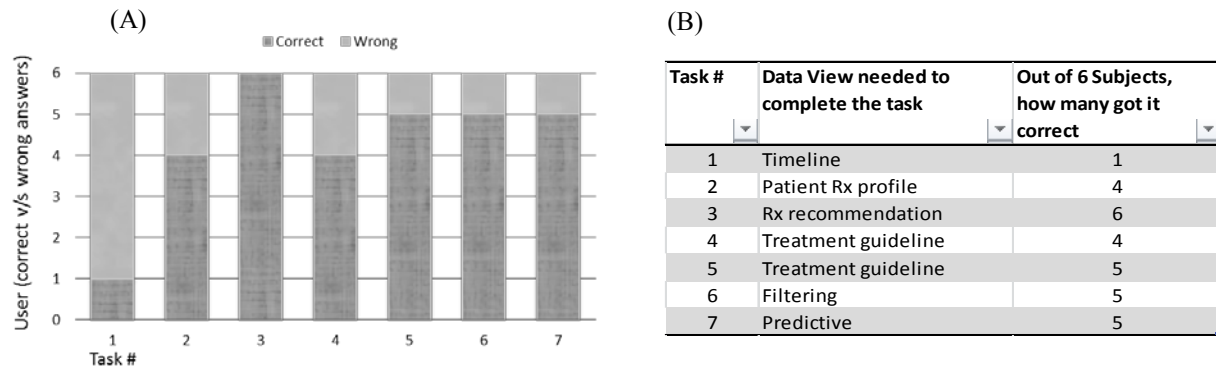 (A)
Correct Wrong
User (correct v/s wrong answers)
6
5
4
3
2
1
0
1 2 3 4 5 6 7
Task #
(B)
Task # Data View needed to Out of 6 Subjects,
complete the task how many got it
correct
1 Timeline 1
2 Patient Rx profile 4
3 Rx recommendation 6
4 Treatment guideline 4
5 Treatment guideline 5
6 Filtering 5
7 Predictive 5